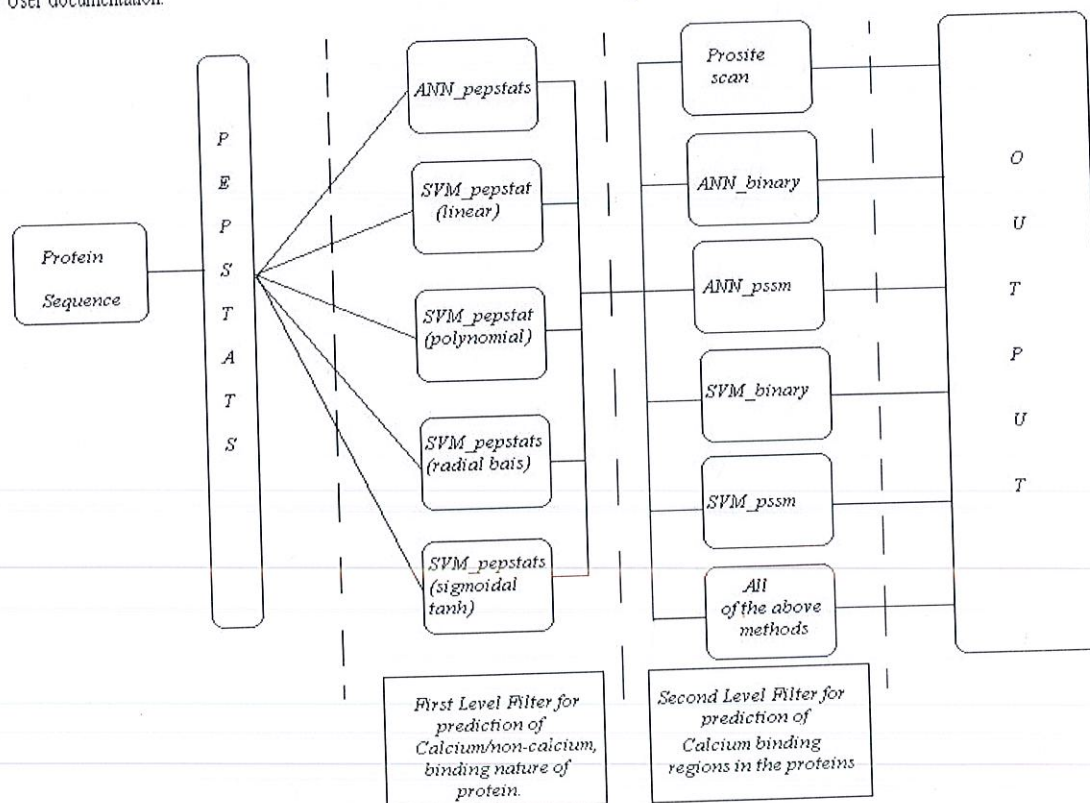 User documentation.
Protein
Sequence
P
E
P
S
T
A
T
S
ANN_pepstats
SVM_pepstat
(linear)
SVM_pepstat
(polynomial)
SVM_pepstats
(radial bais)
SVM_pepstats
(sigmoidal
tanh)
First Level Filter for
prediction of
Calcium/non-calcium,
binding nature of
protein.
Prosite
scan
ANN_binary
ANN_pssm
SVM_binary
SVM_pssm
All
of the above
methods
Second Level Filter for
prediction of
Calcium binding
regions in the proteins
O
U
T
P
U
T